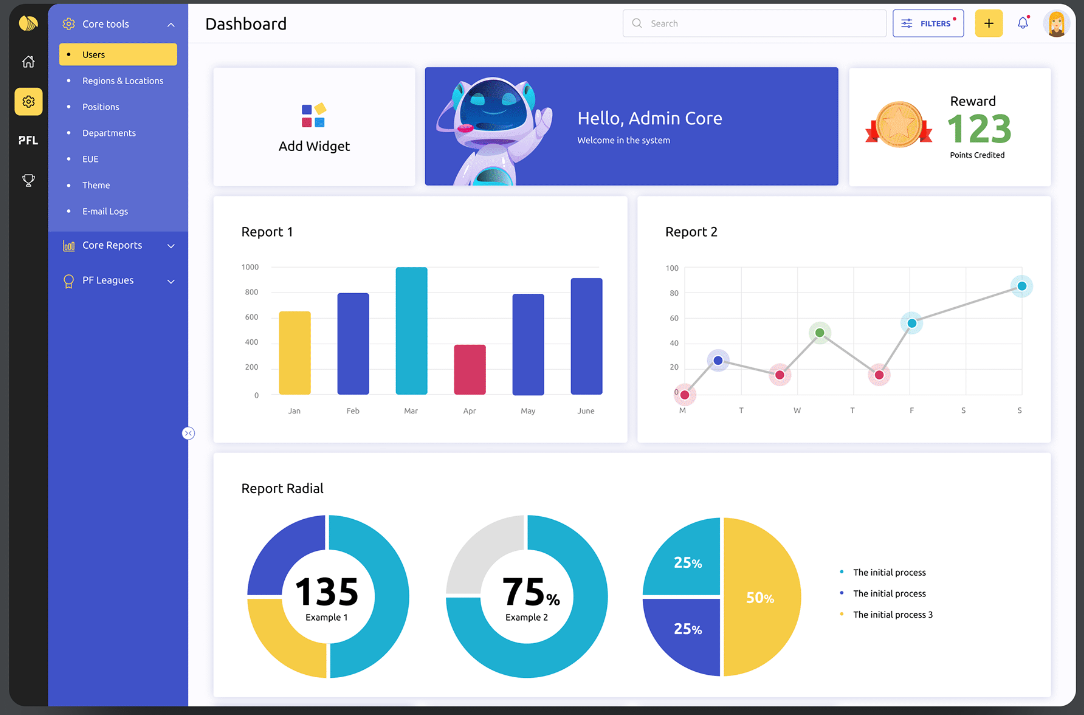 Core tools
Users
Regions & Locations
Positions
Departments
EUE
Theme
E-mail Logs
Core Reports
PF Leagues
PFL
Dashboard
Search
FILTERS
+
Add Widget
Hello, Admin Core
Welcome in the system
Reward
123
Points Credited
Report 1
1000
800
600
400
200
0
Jan Feb Mar Apr May June
Report 2
100
80
60
40
20
0
M T W T F S S
Report Radial
135
Example 1
75%
Example 2
25%
50%
25%
The initial process
The initial process
The initial process 3